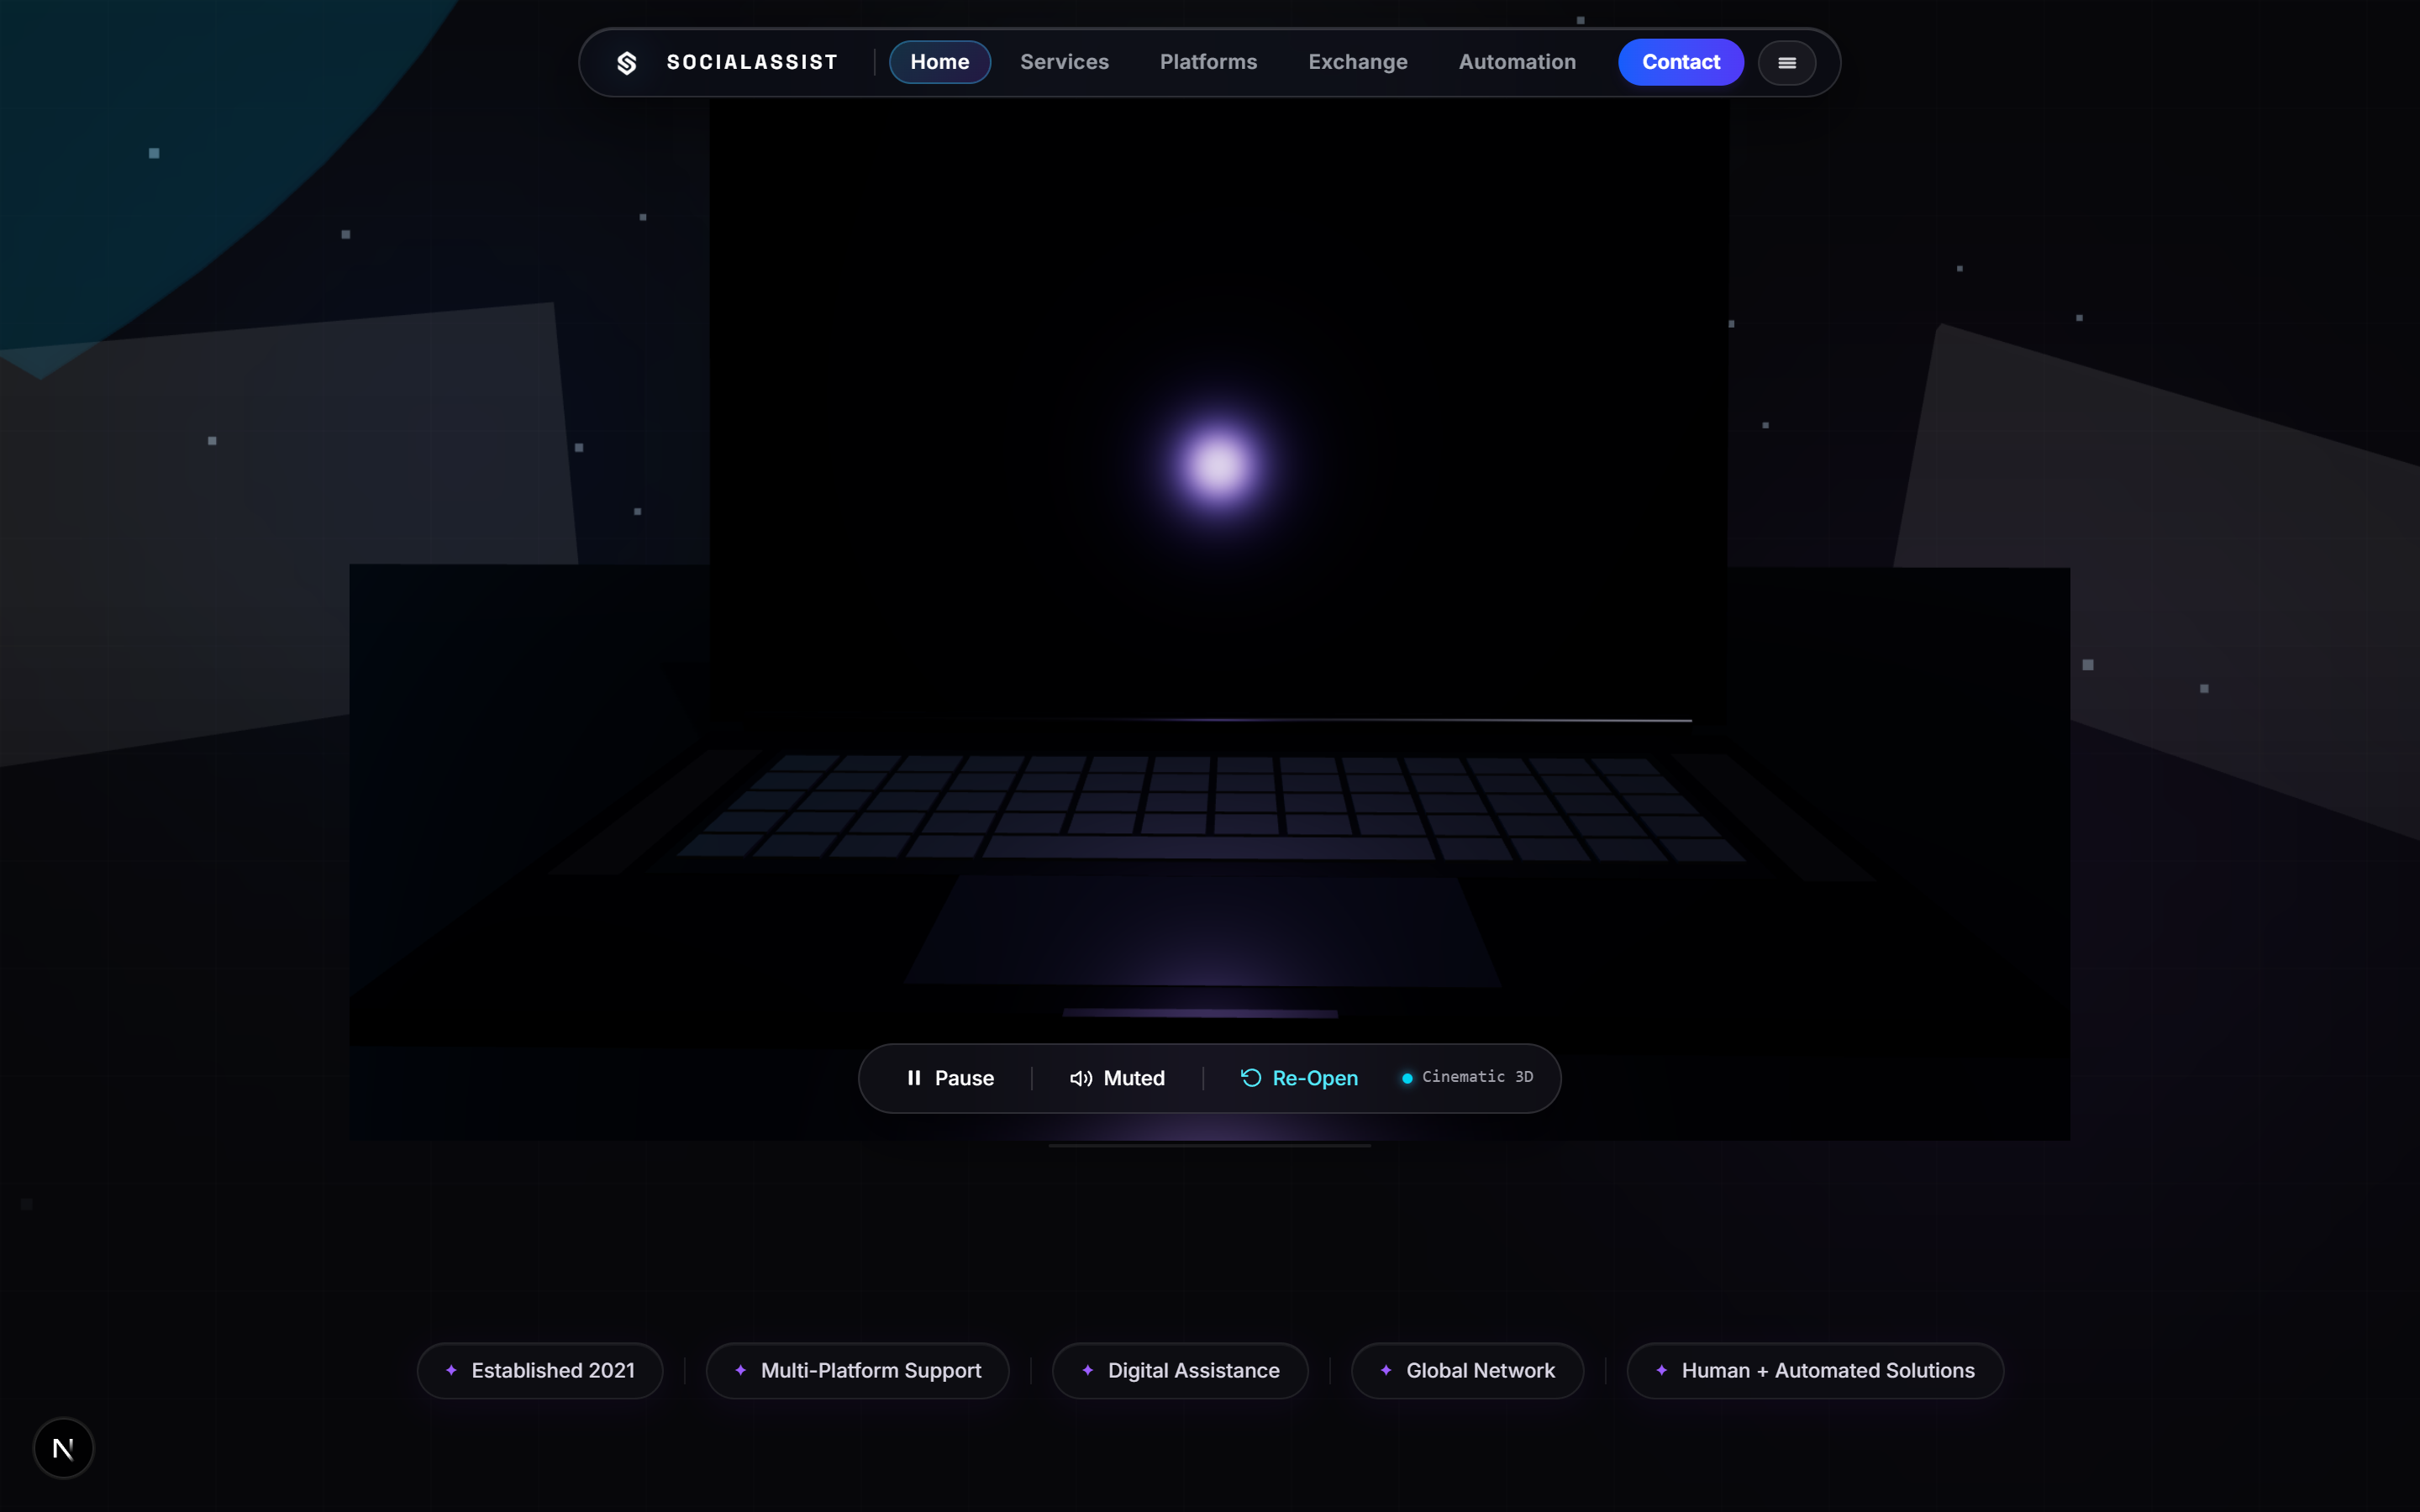 SOCIALASSIST Home Services Platforms Exchange Automation Contact
Pause Muted Re-Open Cinematic 3D
Established 2021 Multi-Platform Support Digital Assistance Global Network Human + Automated Solutions
N